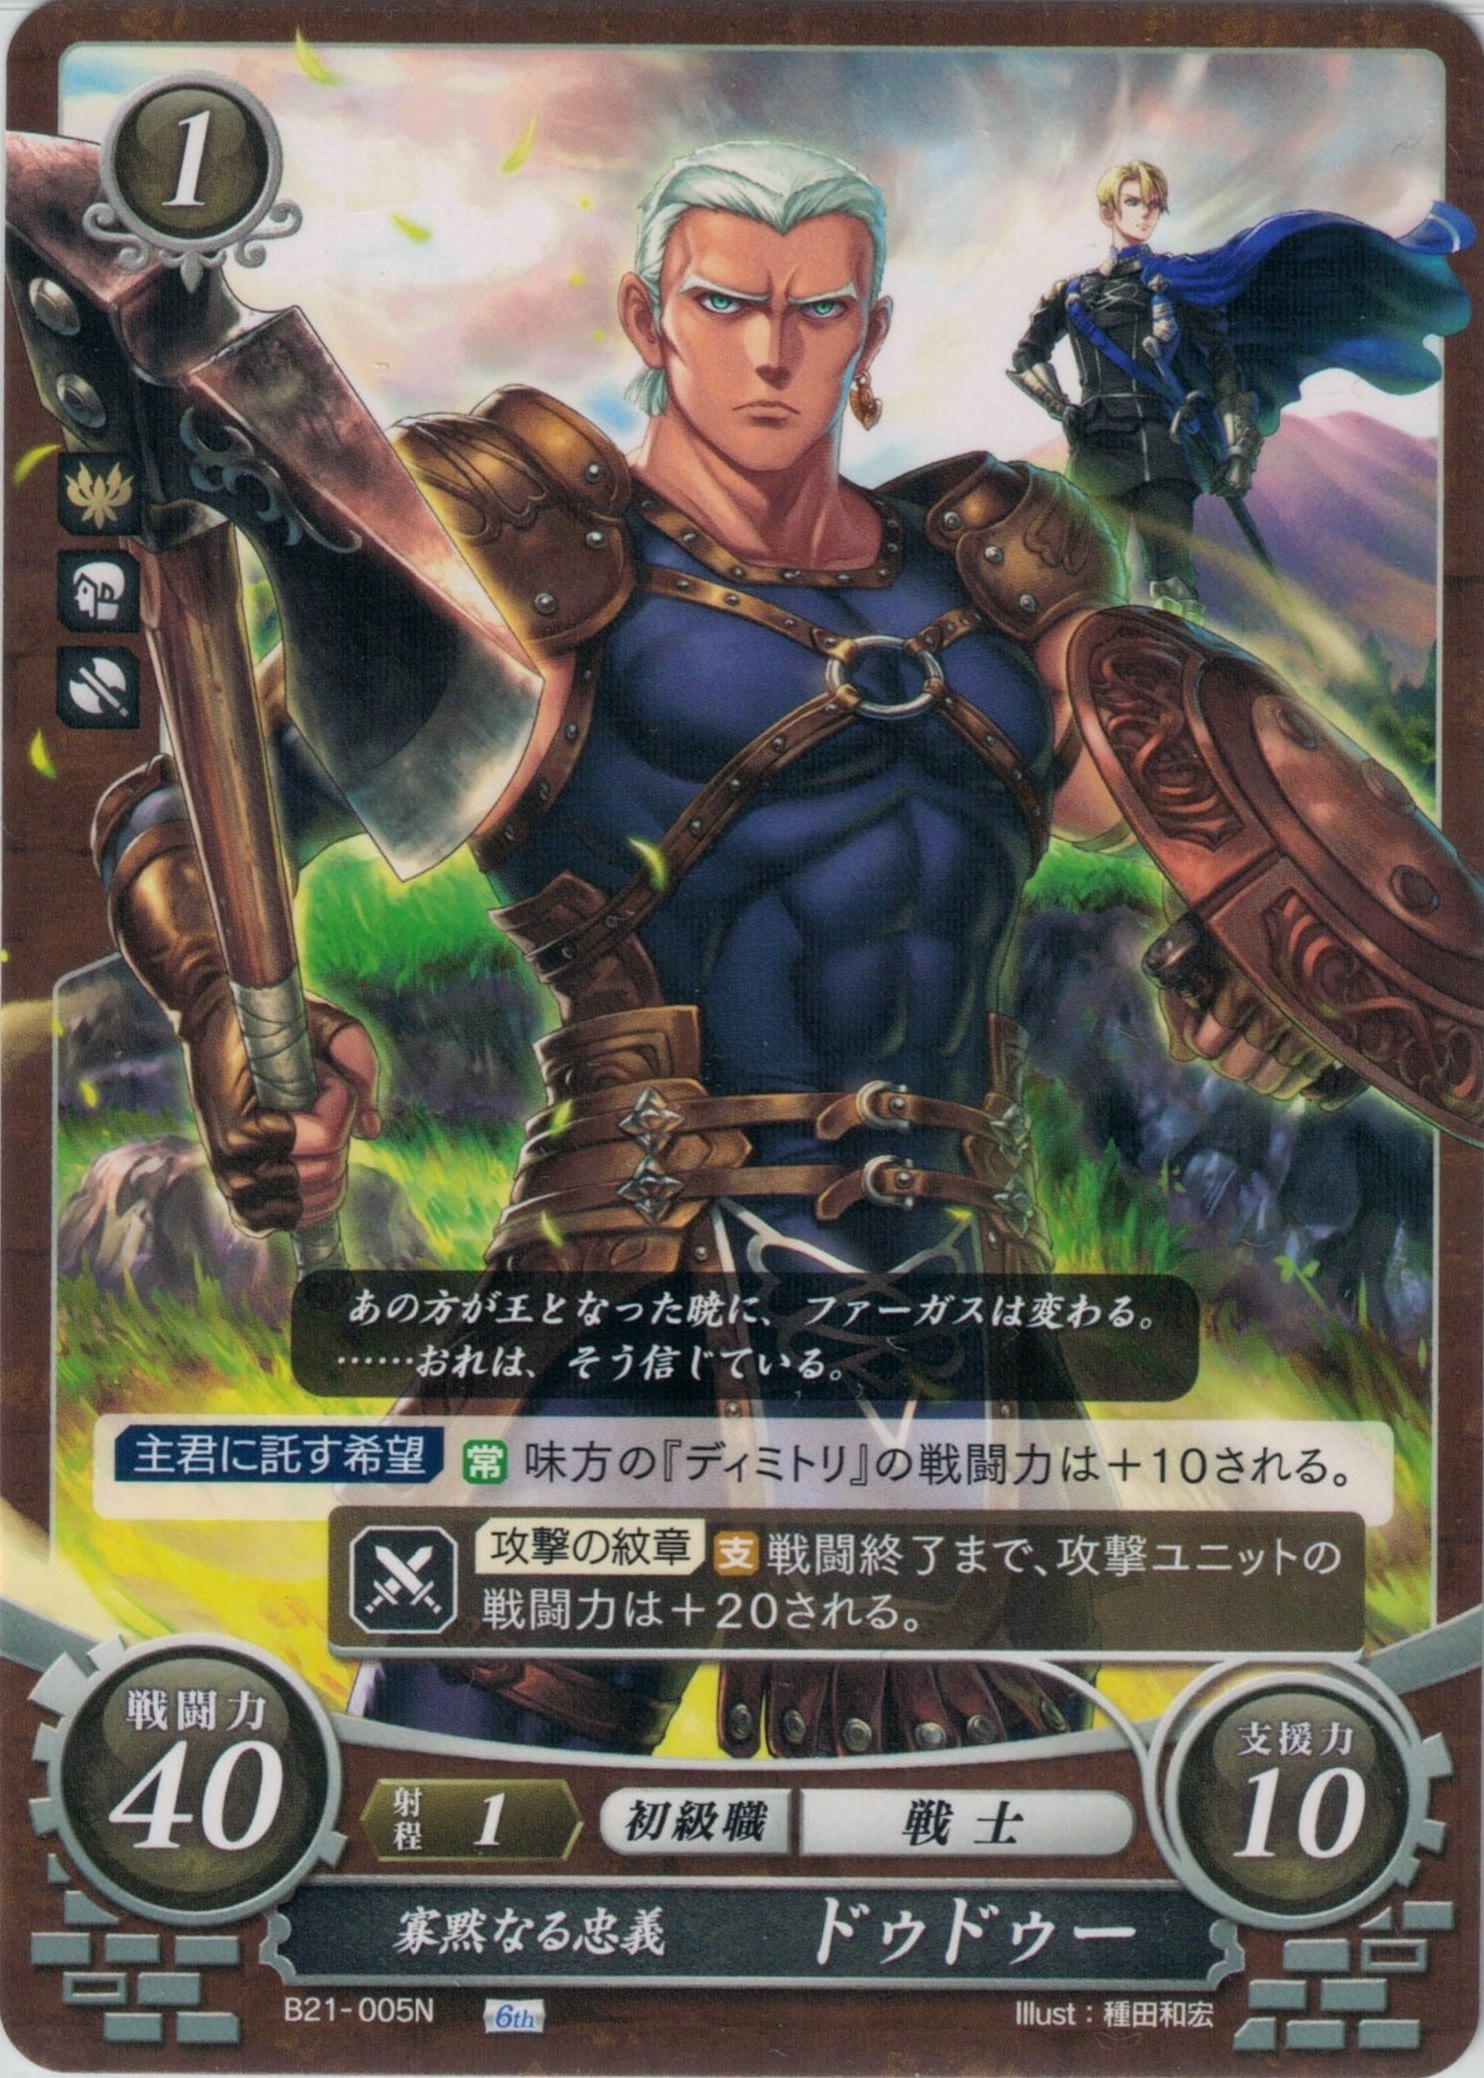 1
あの方が王となった暁に、ファーガスは変わる。
……おれは、そう信じている。
主君に託す希望 常 味方の『ディミトリ』の戦闘力は＋10される。
攻撃の紋章 支 戦闘終了まで、攻撃ユニットの
戦闘力は＋20される。
戦闘力
40
射程 1
初級職 戦士
支援力
10
寡黙なる忠義 ドゥドゥー
B21-005N 6th Illust：種田和宏